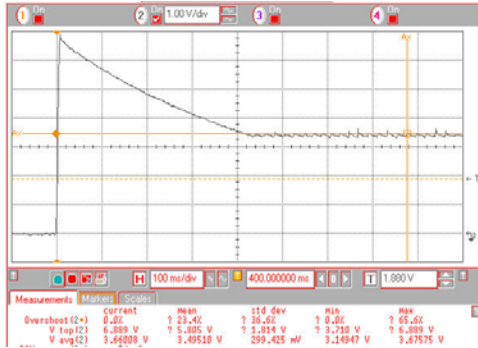 1 On 2 On 1.00 V/div 3 On 4 On
Ax
Ay
T
H 100 ms/div 400.000000 ms T 1.880 V
Measurements Markers Scales
current mean std dev min max
Overshoot(2) 0.0% ? 23.4% ? 36.6% ? 0.0% ? 65.6%
V top(2) 6.889 V ? 5.805 V ? 1.814 V ? 3.710 V ? 6.889 V
V avg(2) 3.66008 V 3.49510 V 299.425 mV 3.14947 V 3.67575 V